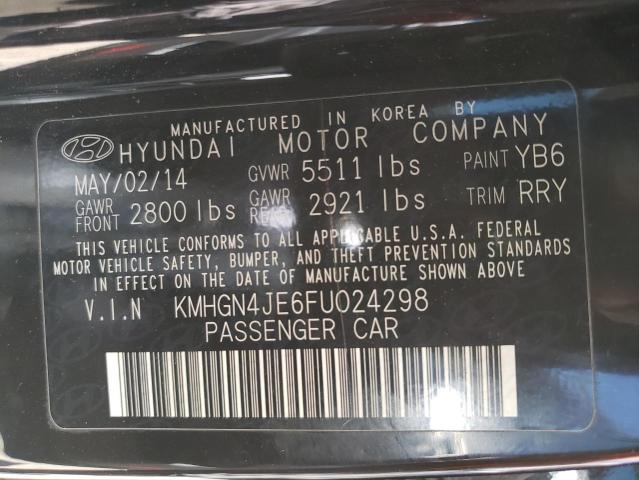 MANUFACTURED IN KOREA BY
HYUNDAI MOTOR COMPANY
MAY/02/14 GVWR 5511 lbs PAINT YB6
GAWR FRONT 2800 lbs GAWR REAR 2921 lbs TRIM RRY
THIS VEHICLE CONFORMS TO ALL APPLICABLE U.S.A. FEDERAL
MOTOR VEHICLE SAFETY, BUMPER, AND THEFT PREVENTION STANDARDS
IN EFFECT ON THE DATE OF MANUFACTURE SHOWN ABOVE.
V.I.N KMHGN4JE6FU024298
PASSENGER CAR